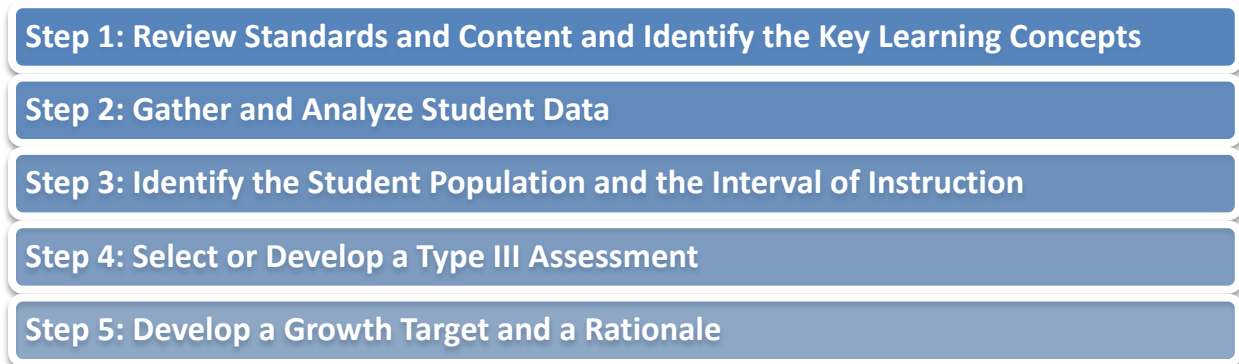 Step 1: Review Standards and Content and Identify the Key Learning Concepts
Step 2: Gather and Analyze Student Data
Step 3: Identify the Student Population and the Interval of Instruction
Step 4: Select or Develop a Type III Assessment
Step 5: Develop a Growth Target and a Rationale